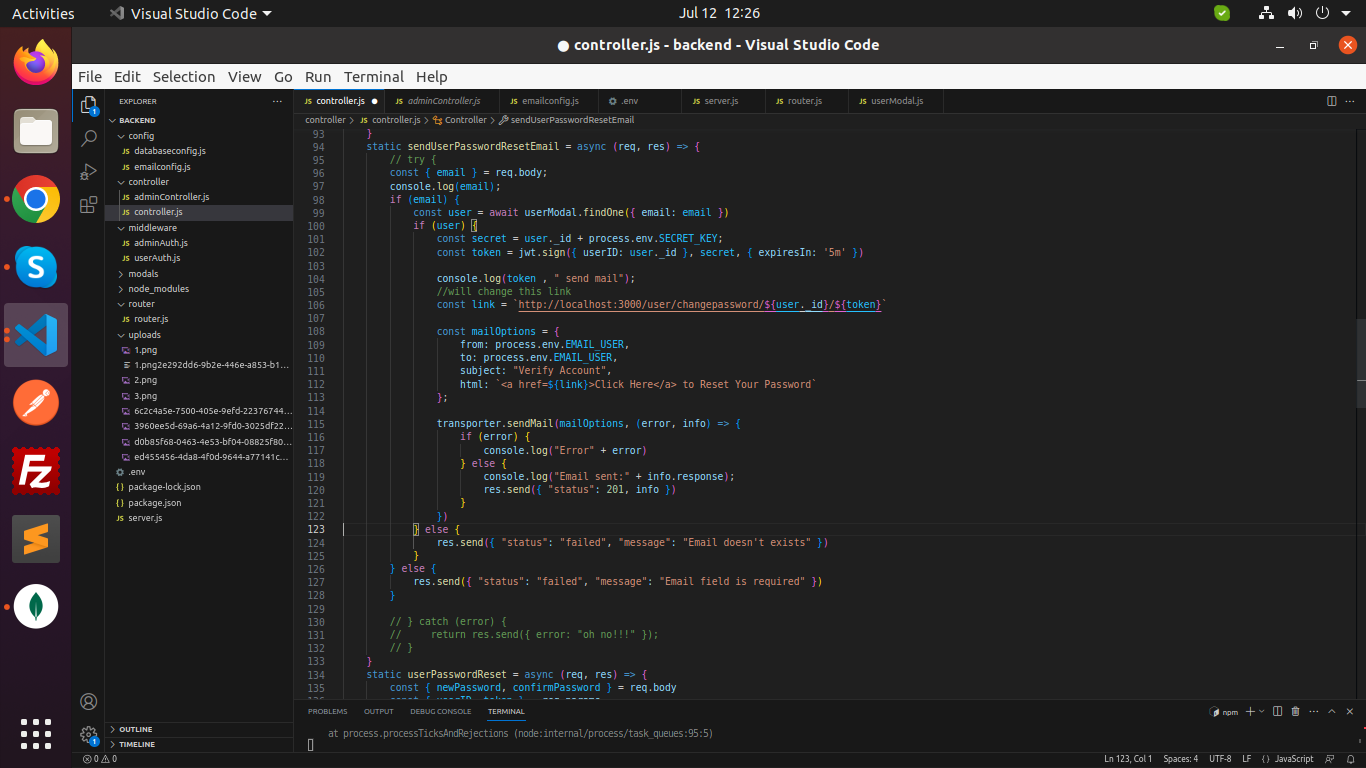 Activities
Visual Studio Code
Jul 12 12:26
● controller.js - backend - Visual Studio Code
File Edit Selection View Go Run Terminal Help
EXPLORER
BACKEND
config
databaseconfig.js
emailconfig.js
controller
adminController.js
controller.js
middleware
adminAuth.js
userAuth.js
modals
node_modules
router
router.js
uploads
1.png
1.png2e292dd6-9b2e-446e-a853-b1...
2.png
3.png
6c2c4a5e-7500-405e-9efd-22376744...
3960ee5d-69a6-4a12-9fd0-3025df22...
d0b85f68-0463-4e53-bf04-08825f80...
ed455456-4da8-4f0d-9644-a77141c...
.env
package-lock.json
package.json
server.js
OUTLINE
TIMELINE
JS controller.js ● JS adminController.js JS emailconfig.js .env JS server.js JS router.js JS userModal.js
controller > JS controller.js > Controller > sendUserPasswordResetEmail
93 }
94 static sendUserPasswordResetEmail = async (req, res) => {
95 // try {
96 const { email } = req.body;
97 console.log(email);
98 if (email) {
99 const user = await userModal.findOne({ email: email })
100 if (user) {
101 const secret = user._id + process.env.SECRET_KEY;
102 const token = jwt.sign({ userID: user._id }, secret, { expiresIn: '5m' })
103
104 console.log(token , " send mail");
105 //will change this link
106 const link = `http://localhost:3000/user/changepassword/${user._id}/${token}`
107
108 const mailOptions = {
109 from: process.env.EMAIL_USER,
110 to: process.env.EMAIL_USER,
111 subject: "Verify Account",
112 html: `<a href=${link}>Click Here</a> to Reset Your Password`
113 };
114
115 transporter.sendMail(mailOptions, (error, info) => {
116 if (error) {
117 console.log("Error" + error)
118 } else {
119 console.log("Email sent:" + info.response);
120 res.send({ "status": 201, info })
121 }
122 })
123 } else {
124 res.send({ "status": "failed", "message": "Email doesn't exists" })
125 }
126 } else {
127 res.send({ "status": "failed", "message": "Email field is required" })
128 }
129
130 // } catch (error) {
131 // return res.send({ error: "oh no!!!" });
132 // }
133 }
134 static userPasswordReset = async (req, res) => {
135 const { newPassword, confirmPassword } = req.body
PROBLEMS OUTPUT DEBUG CONSOLE TERMINAL
npm
at process.processTicksAndRejections (node:internal/process/task_queues:95:5)
0 0
Ln 123, Col 1 Spaces: 4 UTF-8 LF {} JavaScript